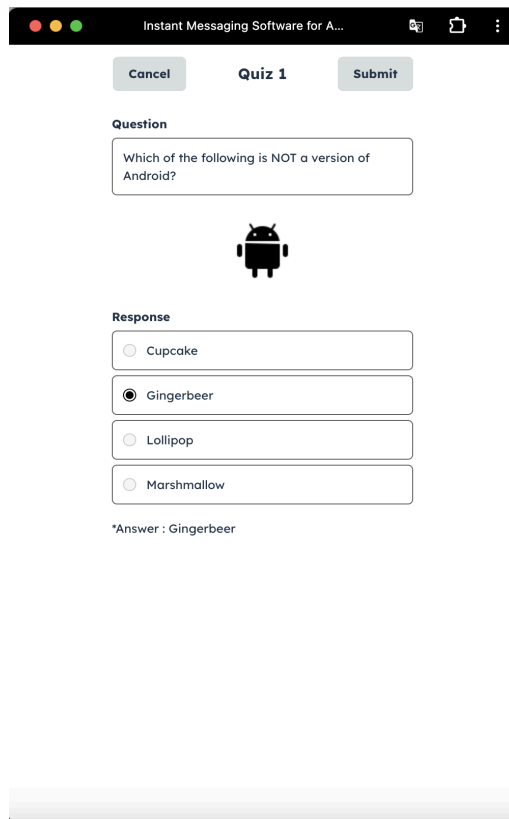 Instant Messaging Software for A...
Cancel
Quiz 1
Submit
Question
Which of the following is NOT a version of
Android?
Response
Cupcake
Gingerbeer
Lollipop
Marshmallow
*Answer : Gingerbeer